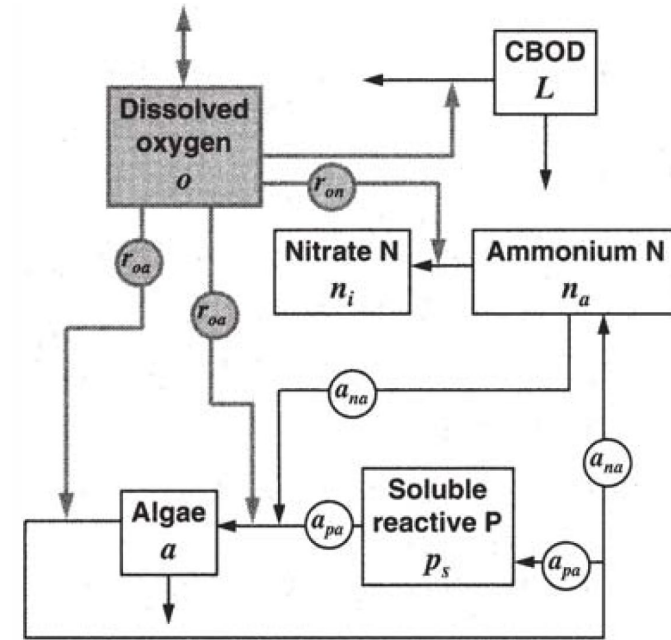 CBOD
L
Dissolved
oxygen
o
r_on
Nitrate N
n_i
Ammonium N
n_a
r_oa
r_oa
a_na
a_na
Algae
a
a_pa
Soluble
reactive P
p_s
a_pa